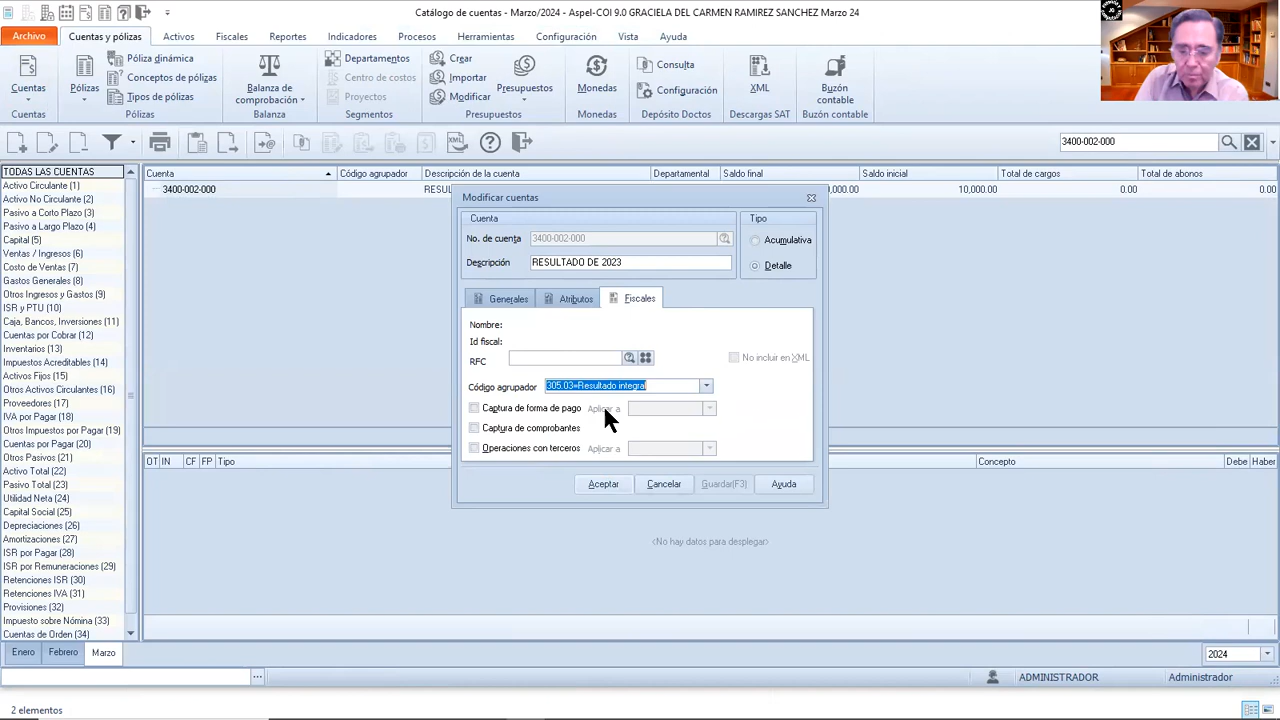 Catálogo de cuentas - Marzo/2024 - Aspel-COI 9.0 GRACIELA DEL CARMEN RAMIREZ SANCHEZ Marzo 24
Archivo Cuentas y pólizas Activos Fiscales Reportes Indicadores Procesos Herramientas Configuración Vista Ayuda
Cuentas
Cuentas
Pólizas
Póliza dinámica
Conceptos de pólizas
Tipos de pólizas
Pólizas
Balanza de
comprobación
Balanza
Departamentos
Centro de costos
Proyectos
Segmentos
Crear
Importar
Modificar
Presupuestos
Presupuestos
Monedas
Monedas
Consulta
Configuración
Depósito Doctos
XML
Descargas SAT
Buzón
contable
Buzón contable
3400-002-000
TODAS LAS CUENTAS
Activo Circulante (1)
Activo No Circulante (2)
Pasivo a Corto Plazo (3)
Pasivo a Largo Plazo (4)
Capital (5)
Ventas / Ingresos (6)
Costo de Ventas (7)
Gastos Generales (8)
Otros Ingresos y Gastos (9)
ISR y PTU (10)
Caja, Bancos, Inversiones (11)
Cuentas por Cobrar (12)
Inventarios (13)
Impuestos Acreditables (14)
Activos Fijos (15)
Otros Activos Circulantes (16)
Proveedores (17)
IVA por Pagar (18)
Otros Impuestos por Pagar (19)
Cuentas por Pagar (20)
Otros Pasivos (21)
Activo Total (22)
Pasivo Total (23)
Utilidad Neta (24)
Capital Social (25)
Depreciaciones (26)
Amortizaciones (27)
ISR por Pagar (28)
ISR por Remuneraciones (29)
Retenciones ISR (30)
Retenciones IVA (31)
Provisiones (32)
Impuesto sobre Nómina (33)
Cuentas de Orden (34)
Cuenta Código agrupador Descripción de la cuenta Departamental Saldo final Saldo inicial Total de cargos Total de abonos
3400-002-000 10,000.00 0.00 0.00
Modificar cuentas
Cuenta
No. de cuenta 3400-002-000
Descripción RESULTADO DE 2023
Tipo
Acumulativa
Detalle
Generales Atributos Fiscales
Nombre:
Id fiscal:
RFC
No incluir en XML
Código agrupador 305.03=Resultado integral
Captura de forma de pago Aplicar a
Captura de comprobantes
Operaciones con terceros Aplicar a
Aceptar Cancelar Guardar(F3) Ayuda
OT IN CF FP Tipo Concepto Debe Haber
<No hay datos para desplegar>
Enero Febrero Marzo 2024
ADMINISTRADOR Administrador
2 elementos